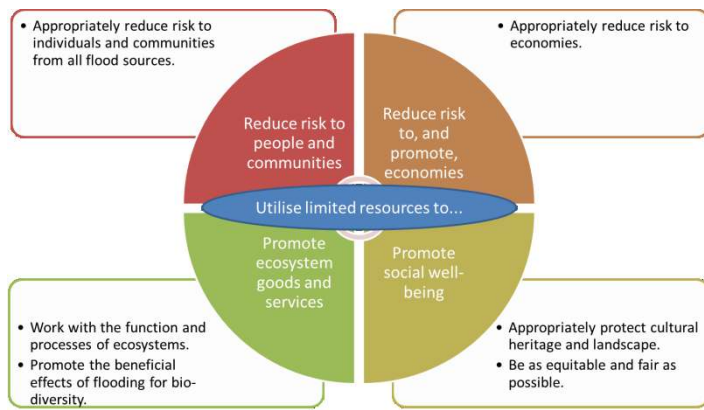 • Appropriately reduce risk to
individuals and communities
from all flood sources.
• Appropriately reduce risk to
economies.
Reduce risk to
people and
communities
Reduce risk
to, and
promote,
economies
Utilise limited resources to...
Promote
ecosystem
goods and
services
Promote
social well-
being
• Work with the function and
processes of ecosystems.
• Promote the beneficial
effects of flooding for bio-
diversity.
• Appropriately protect cultural
heritage and landscape.
• Be as equitable and fair as
possible.